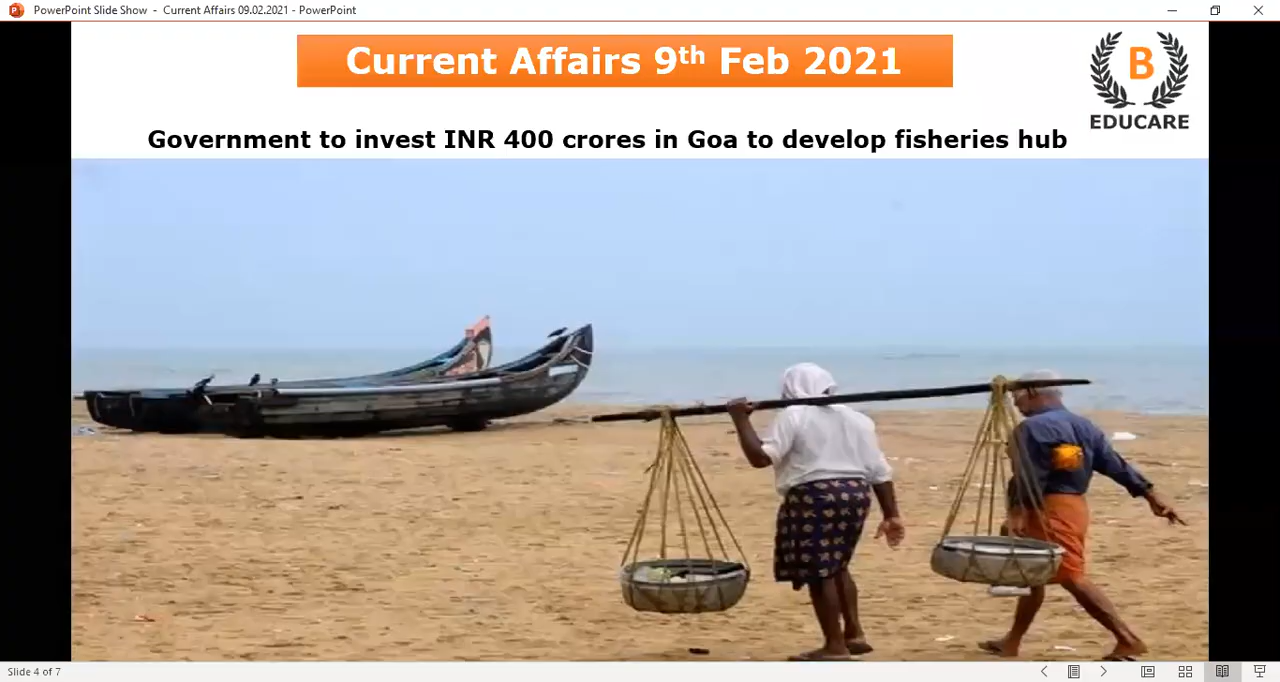 PowerPoint Slide Show - Current Affairs 09.02.2021 - PowerPoint
Current Affairs 9th Feb 2021
B
EDUCARE
Government to invest INR 400 crores in Goa to develop fisheries hub
Slide 4 of 7